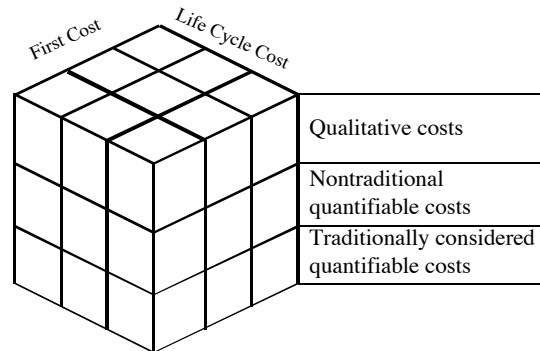 First Cost
Life Cycle Cost
Qualitative costs
Nontraditional
quantifiable costs
Traditionally considered
quantifiable costs